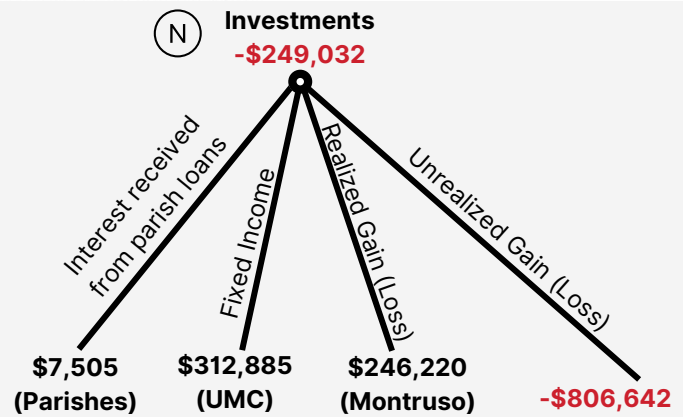 N
Investments
-$249,032
Interest received
from parish loans
Fixed Income
Realized Gain (Loss)
Unrealized Gain (Loss)
$7,505
(Parishes)
$312,885
(UMC)
$246,220
(Montruso)
-$806,642